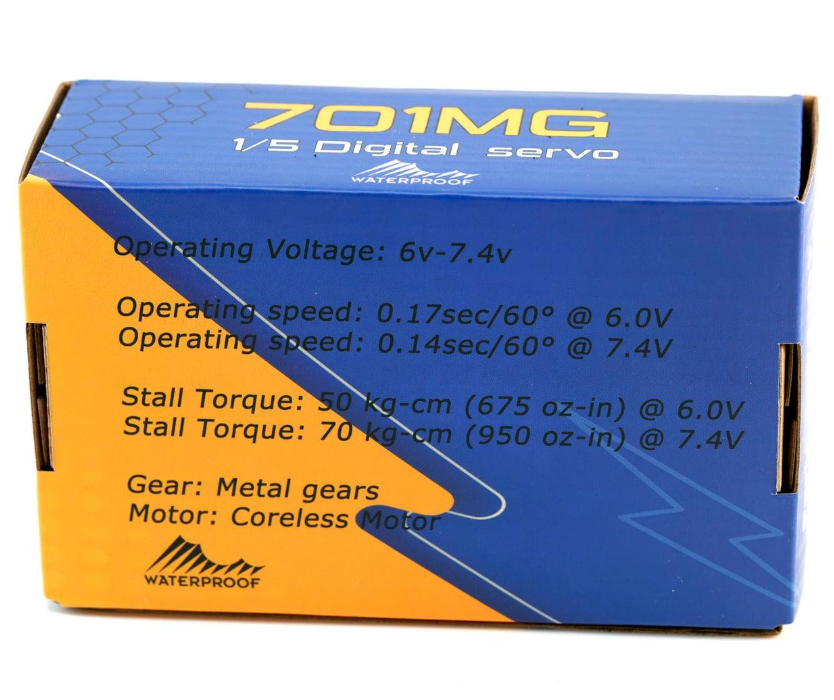 701MG
1/5 Digital servo
WATERPROOF
Operating Voltage: 6v-7.4v
Operating speed: 0.17sec/60° @ 6.0V
Operating speed: 0.14sec/60° @ 7.4V
Stall Torque: 50 kg-cm (675 oz-in) @ 6.0V
Stall Torque: 70 kg-cm (950 oz-in) @ 7.4V
Gear: Metal gears
Motor: Coreless Motor
WATERPROOF